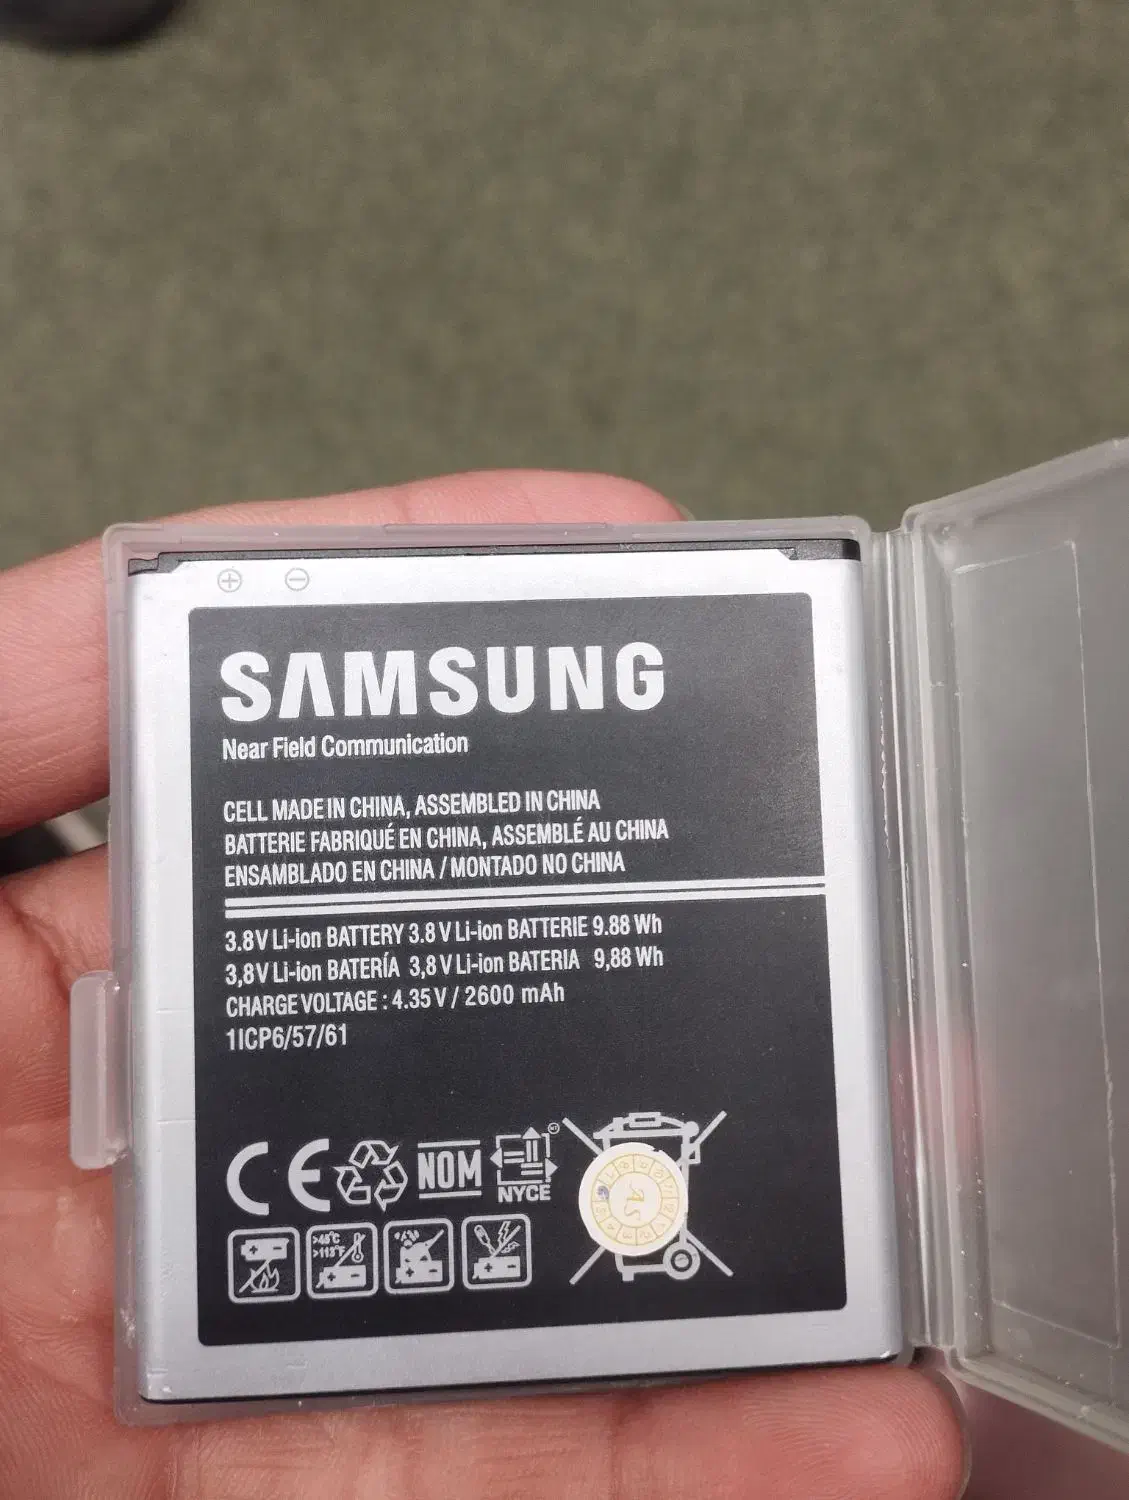 SAMSUNG
Near Field Communication
CELL MADE IN CHINA, ASSEMBLED IN CHINA
BATTERIE FABRIQUÉ EN CHINA, ASSEMBLÉ AU CHINA
ENSAMBLADO EN CHINA / MONTADO NO CHINA
3.8V Li-ion BATTERY 3.8 V Li-ion BATTERIE 9.88 Wh
3,8V Li-ion BATERÍA 3,8 V Li-ion BATERIA 9,88 Wh
CHARGE VOLTAGE : 4.35 V / 2600 mAh
1ICP6/57/61
CE NOM NYCE
>45°C
>113°F
AS